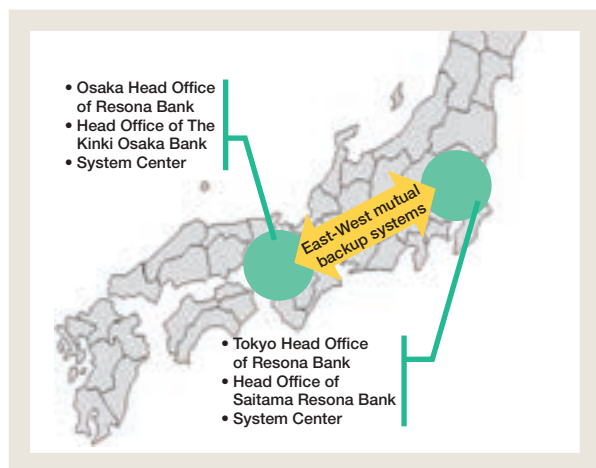 • Osaka Head Office
of Resona Bank
• Head Office of The
Kinki Osaka Bank
• System Center
East-West mutual
backup systems
• Tokyo Head Office
of Resona Bank
• Head Office of
Saitama Resona Bank
• System Center